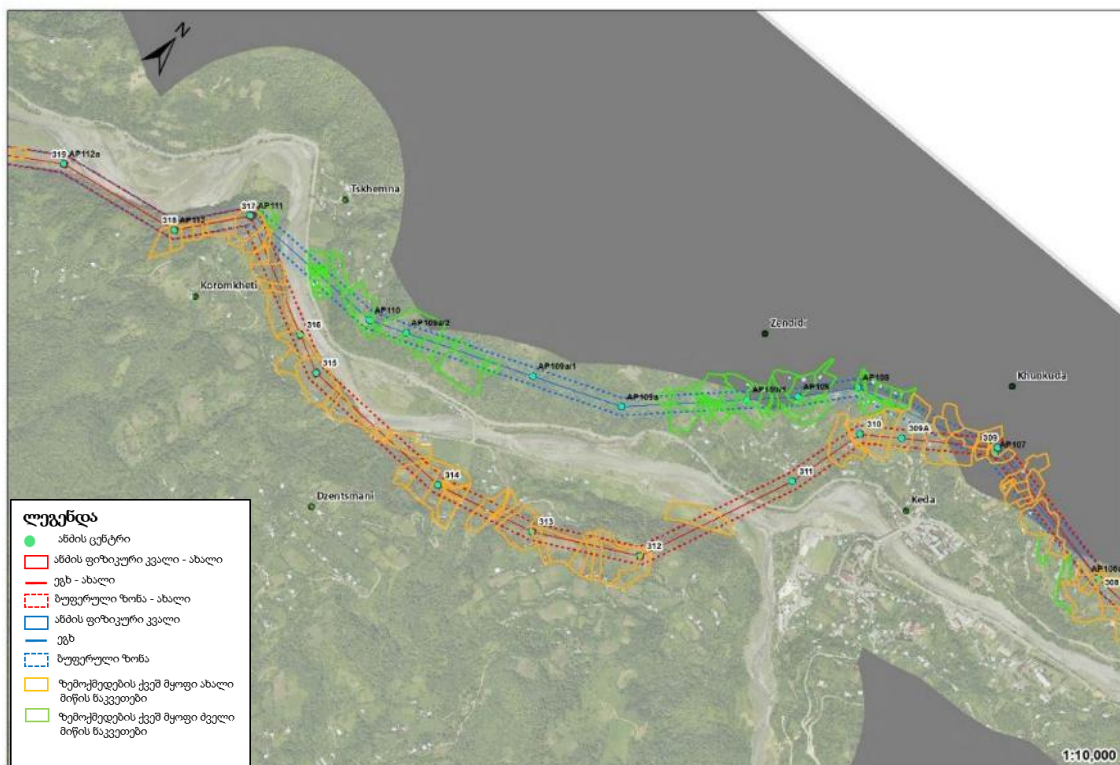 N
319 AP112a
Tskhemna
317 AP111
318 AP112
Koromkheti
AP110
316
AP109a/2
Zendidi
315
AP109a/1
AP108
Khunkuda
AP109
AP109/1
AP109a
310
309A
309
AP107
314
311
Dzentsmani
Keda
313
312
308
ლეგენდა
ანძის ცენტრი
ანძის ფიზიკური კვალი - ახალი
ეგხ - ახალი
ბუფერული ზონა - ახალი
ანძის ფიზიკური კვალი
ეგხ
ბუფერული ზონა
ზემოქმედების ქვეშ მყოფი ახალი
მიწის ნაკვეთები
ზემოქმედების ქვეშ მყოფი ძველი
მიწის ნაკვეთები
1:10,000